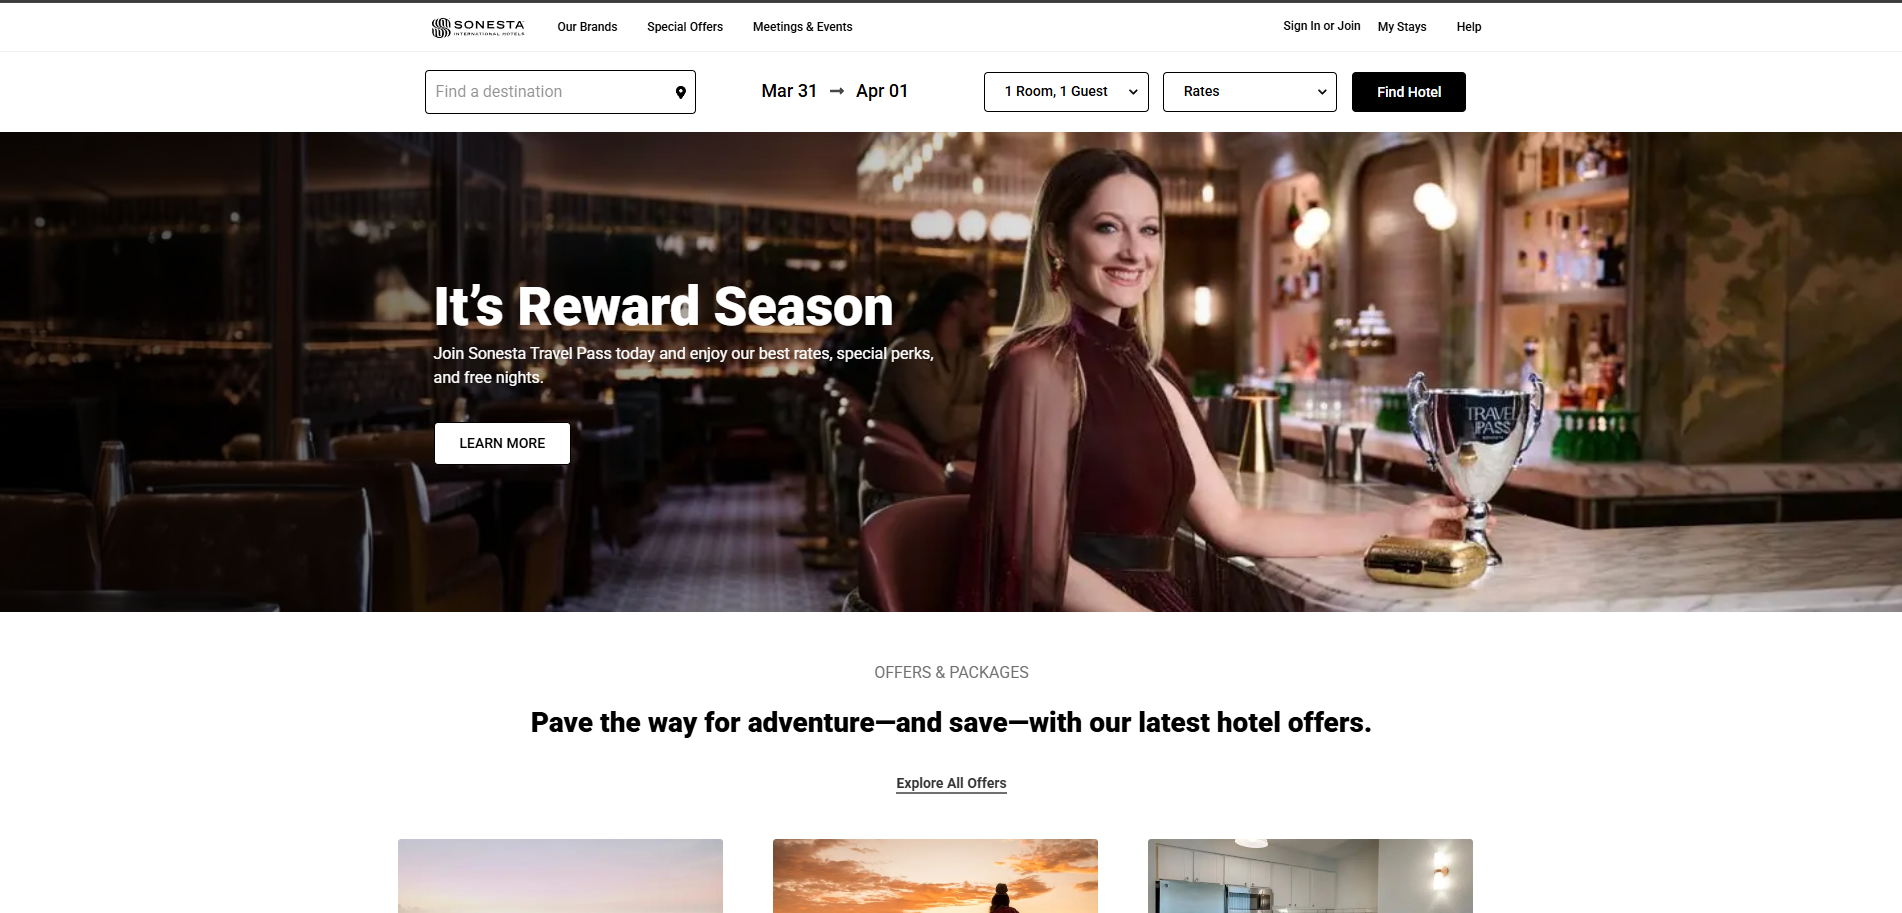 SONESTA
INTERNATIONAL HOTELS
Our Brands
Special Offers
Meetings & Events
Sign In or Join
My Stays
Help
Find a destination
Mar 31
Apr 01
1 Room, 1 Guest
Rates
Find Hotel
It’s Reward Season
Join Sonesta Travel Pass today and enjoy our best rates, special perks,
and free nights.
LEARN MORE
TRAVEL
PASS
OFFERS & PACKAGES
Pave the way for adventure—and save—with our latest hotel offers.
Explore All Offers